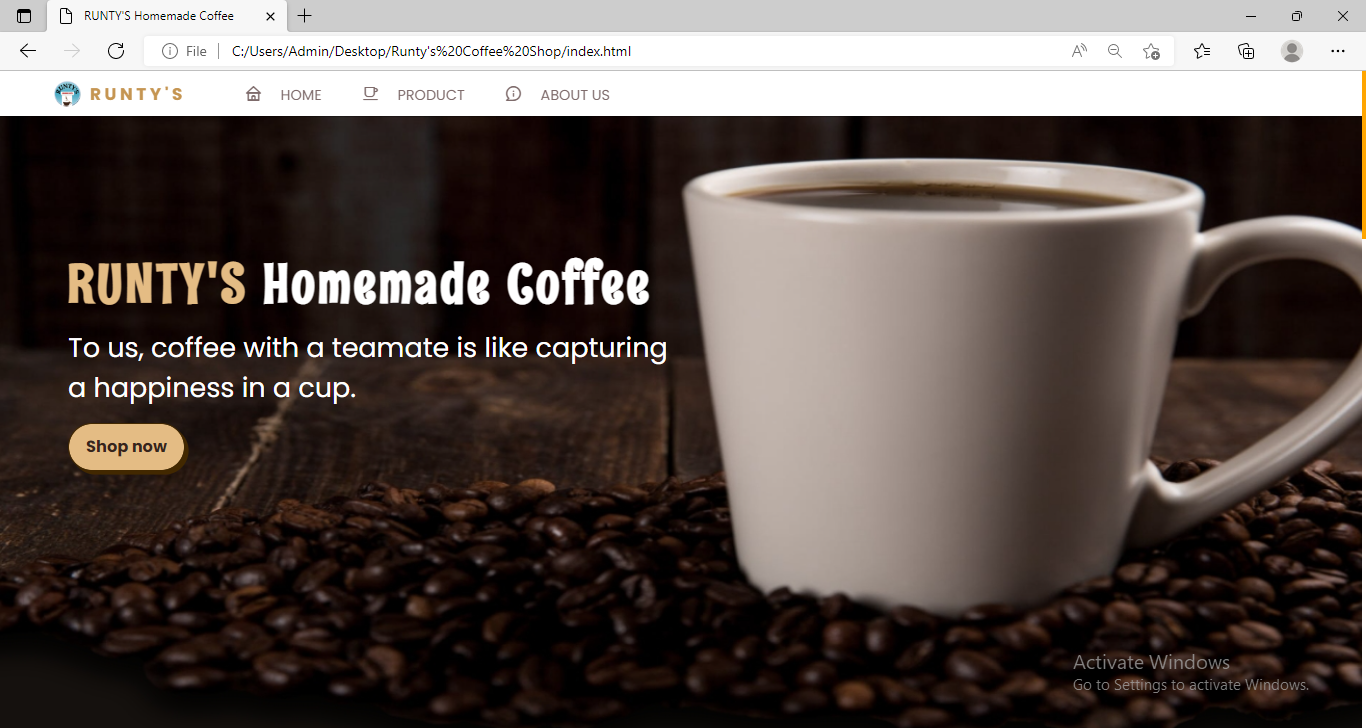 RUNTY'S Homemade Coffee
File
C:/Users/Admin/Desktop/Runty's%20Coffee%20Shop/index.html
RUNTY'S
HOME
PRODUCT
ABOUT US
RUNTY'S Homemade Coffee
To us, coffee with a teamate is like capturing
a happiness in a cup.
Shop now
Activate Windows
Go to Settings to activate Windows.